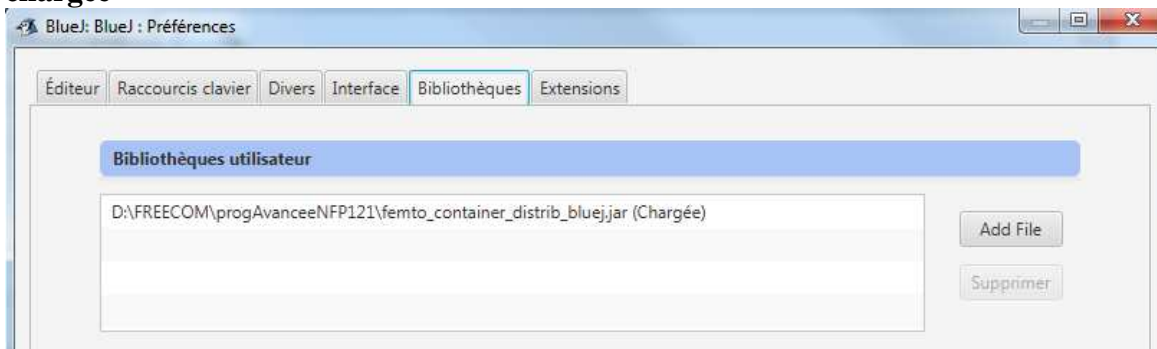 chargée
BlueJ: BlueJ : Préférences
Éditeur Raccourcis clavier Divers Interface Bibliothèques Extensions
Bibliothèques utilisateur
D:\FREECOM\progAvanceeNFP121\femto_container_distrib_bluej.jar (Chargée)
Add File
Supprimer